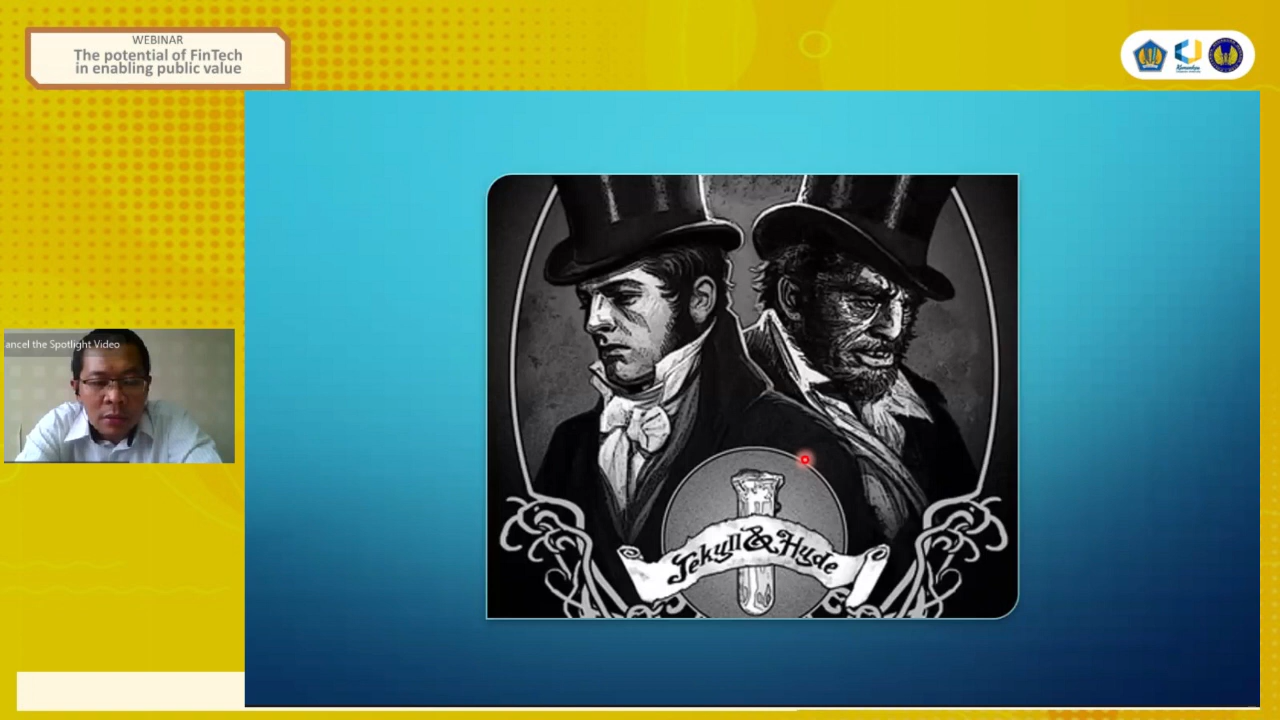 WEBINAR
The potential of FinTech
in enabling public value
ancel the Spotlight Video
Jekyll & Hyde